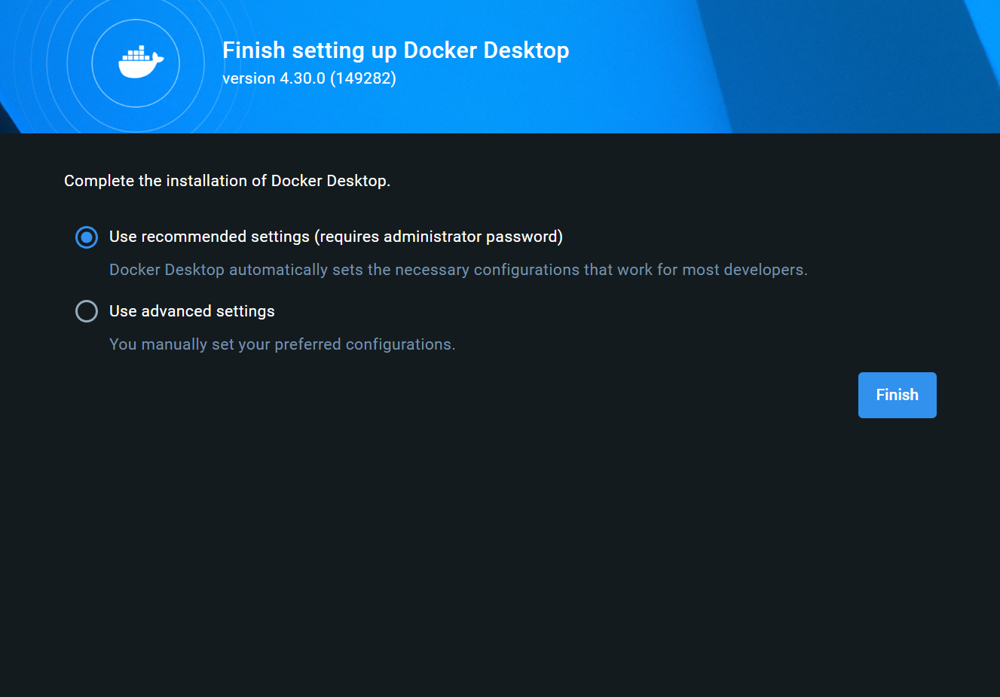 Finish setting up Docker Desktop
version 4.30.0 (149282)
Complete the installation of Docker Desktop.
Use recommended settings (requires administrator password)
Docker Desktop automatically sets the necessary configurations that work for most developers.
Use advanced settings
You manually set your preferred configurations.
Finish